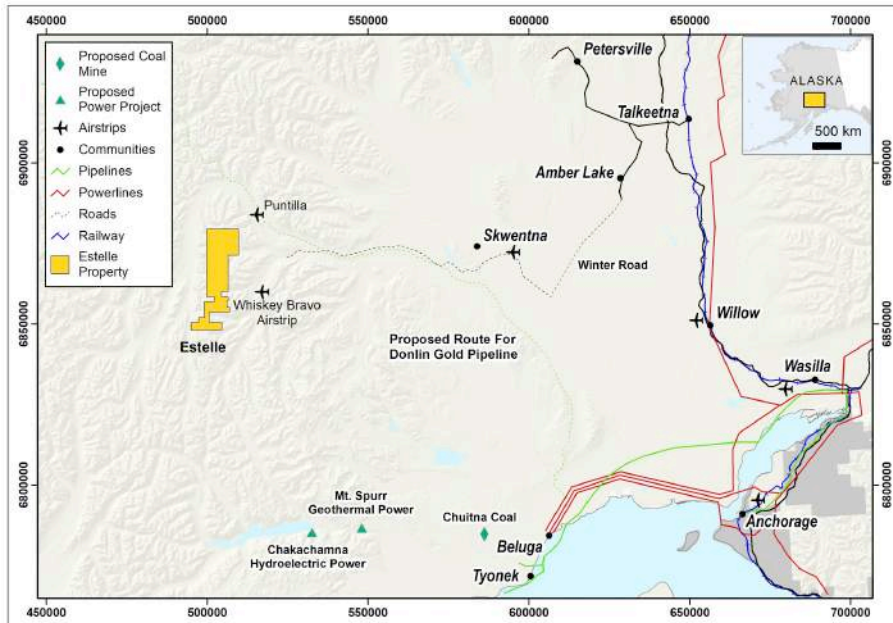 450000 500000 550000 600000 650000 700000
Proposed Coal
Mine
Proposed
Power Project
Airstrips
Communities
Pipelines
Powerlines
Roads
Railway
Estelle
Property
Petersville
Talkeetna
ALASKA
500 km
6900000 6900000
Amber Lake
Puntilla
Skwentna
Winter Road
Whiskey Bravo
Airstrip
Estelle
6850000 6850000
Willow
Proposed Route For
Donlin Gold Pipeline
Wasilla
6800000 6800000
Mt. Spurr
Geothermal Power
Chuitna Coal
Anchorage
Chakachamna
Hydroelectric Power
Beluga
Tyonek
450000 500000 550000 600000 650000 700000